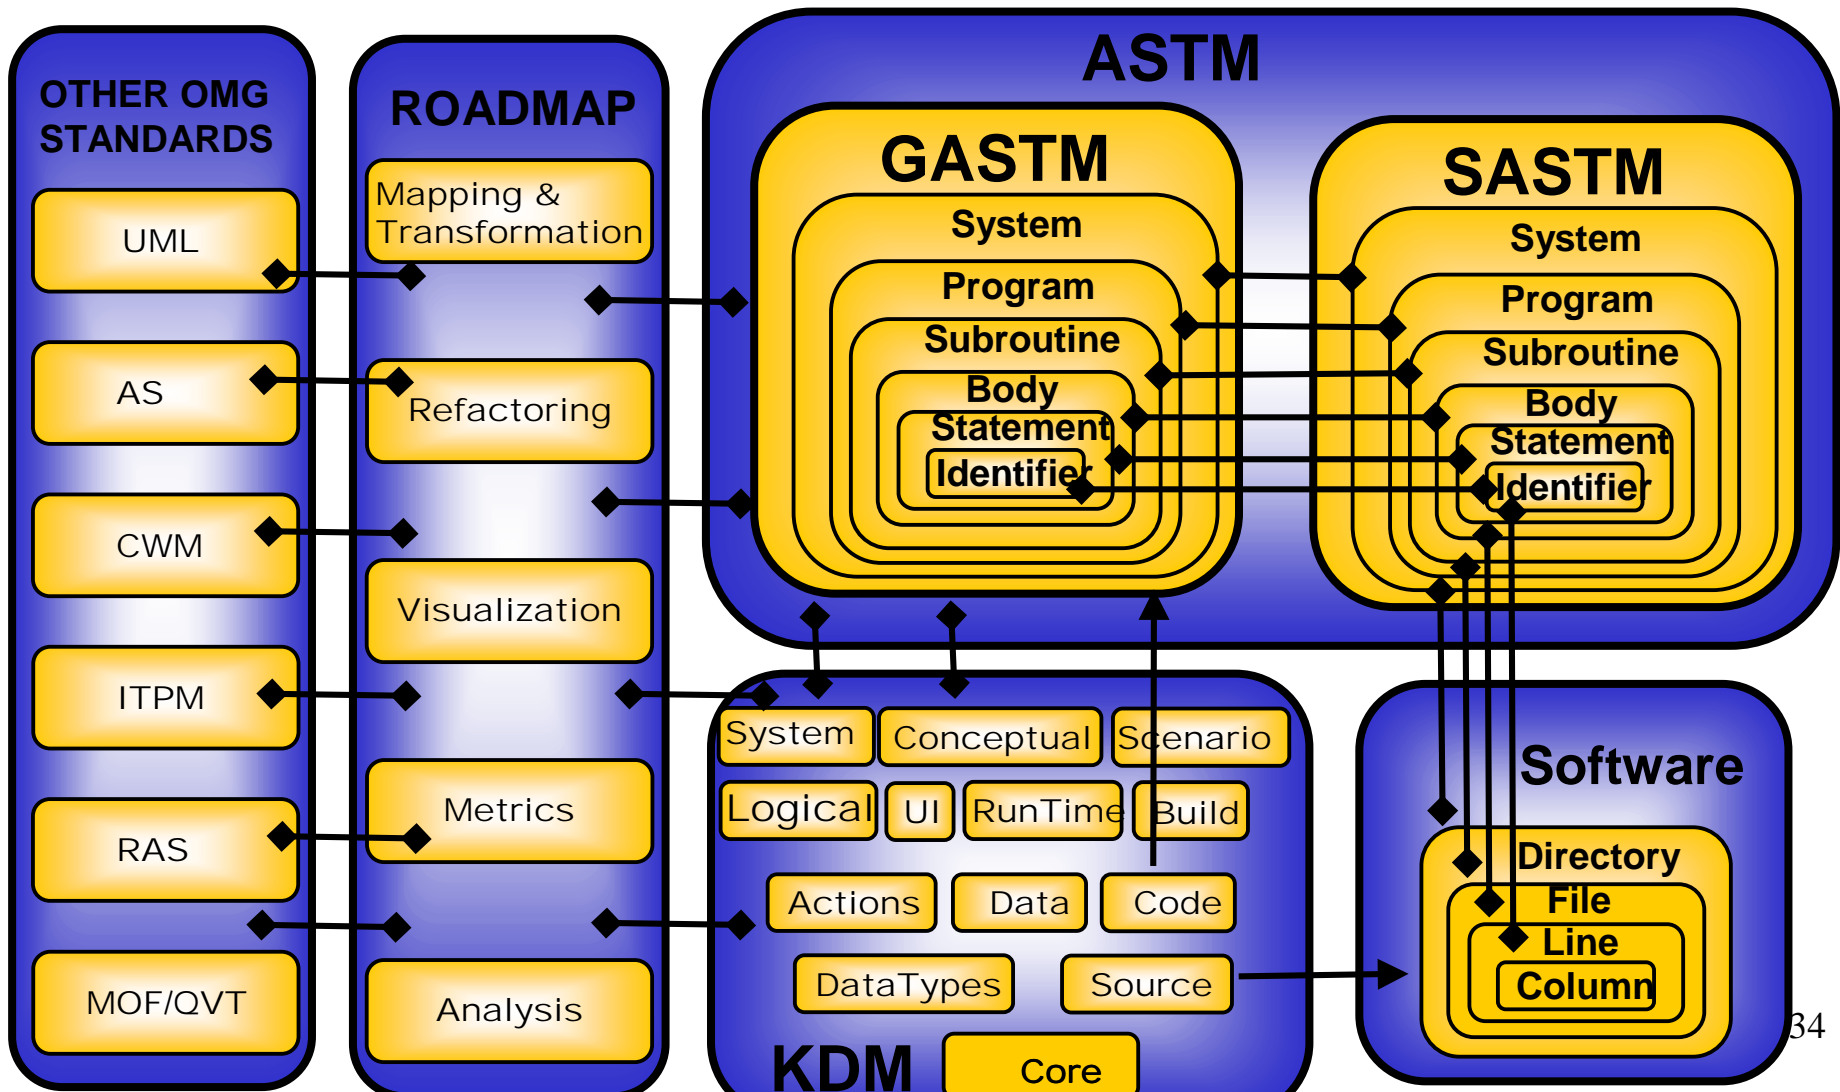 OTHER OMG
STANDARDS
UML
AS
CWM
ITPM
RAS
MOF/QVT
ROADMAP
Mapping &
Transformation
Refactoring
Visualization
Metrics
Analysis
ASTM
GASTM
System
Program
Subroutine
Body
Statement
Identifier
SASTM
System
Program
Subroutine
Body
Statement
Identifier
System
Conceptual
Scenario
Logical
UI
RunTime
Build
Actions
Data
Code
DataTypes
Source
KDM
Core
Software
Directory
File
Line
Column
34